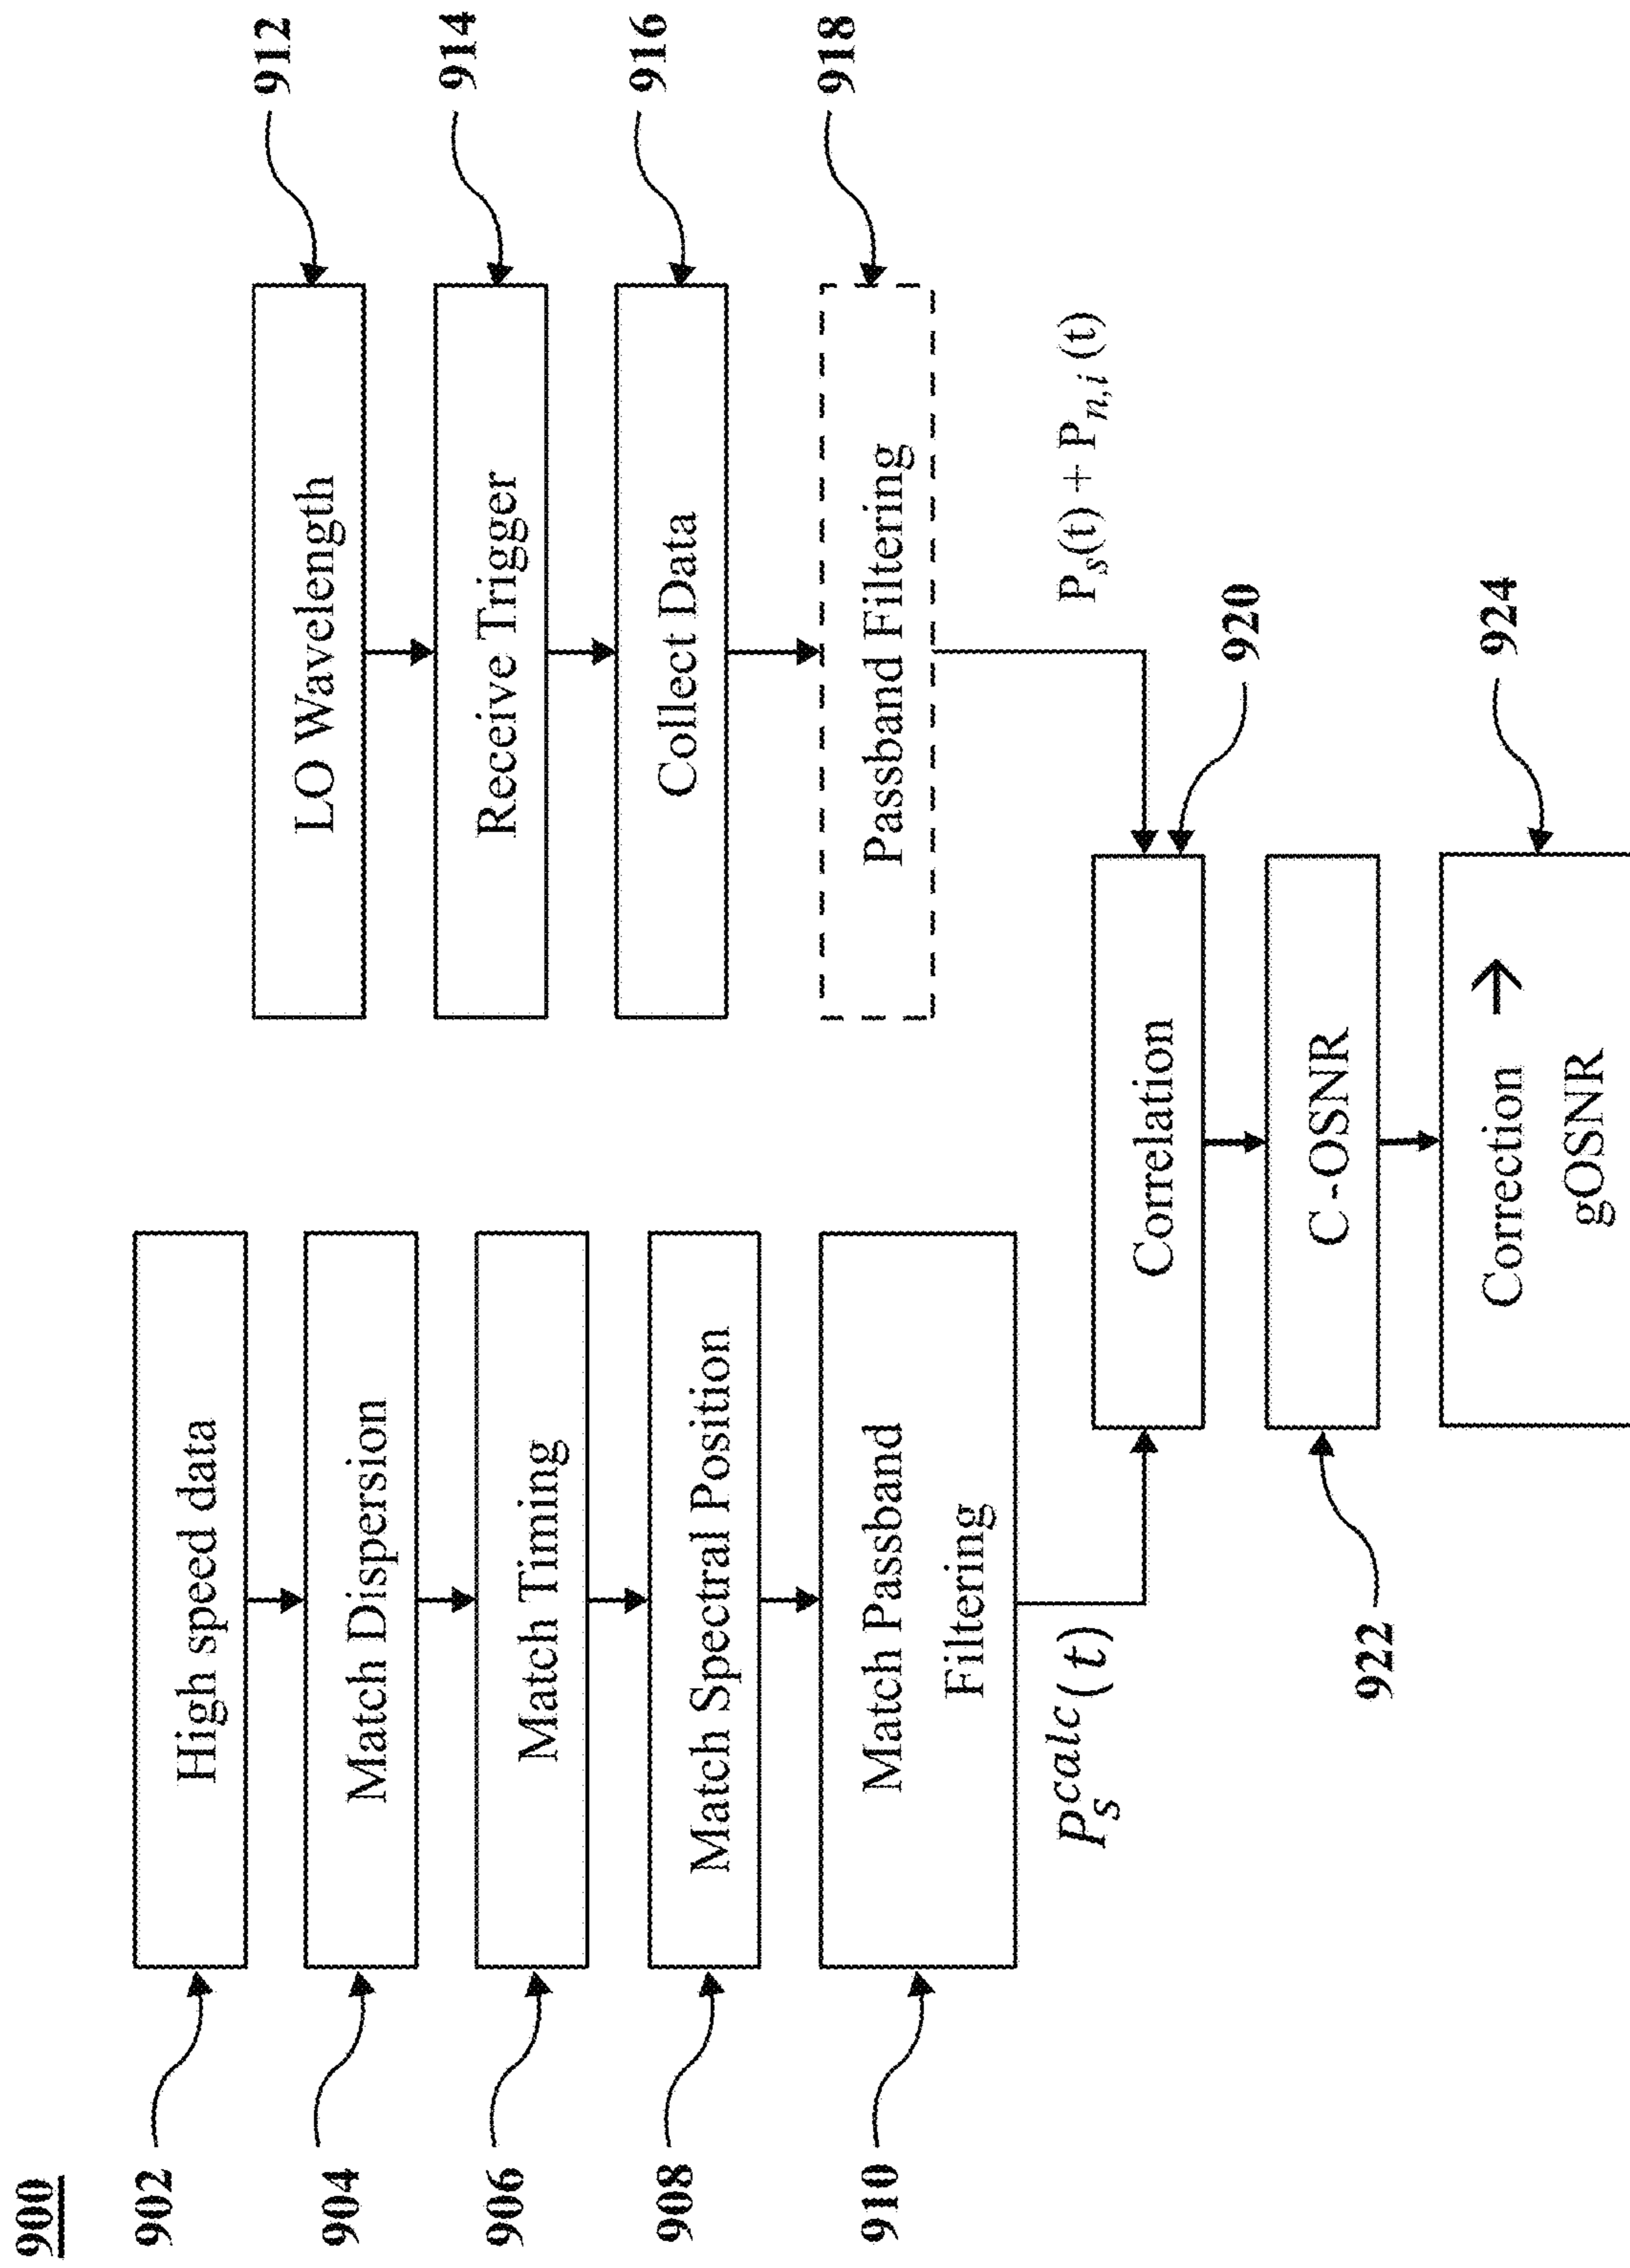 900
902
High speed data
904
Match Dispersion
906
Match Timing
908
Match Spectral Position
910
Match Passband
Filtering
P_s^{calc}(t)
LO Wavelength
912
Receive Trigger
914
Collect Data
916
Passband Filtering
918
P_s(t) + P_{n,i} (t)
Correlation
920
922
C -OSNR
Correction →
gOSNR
924